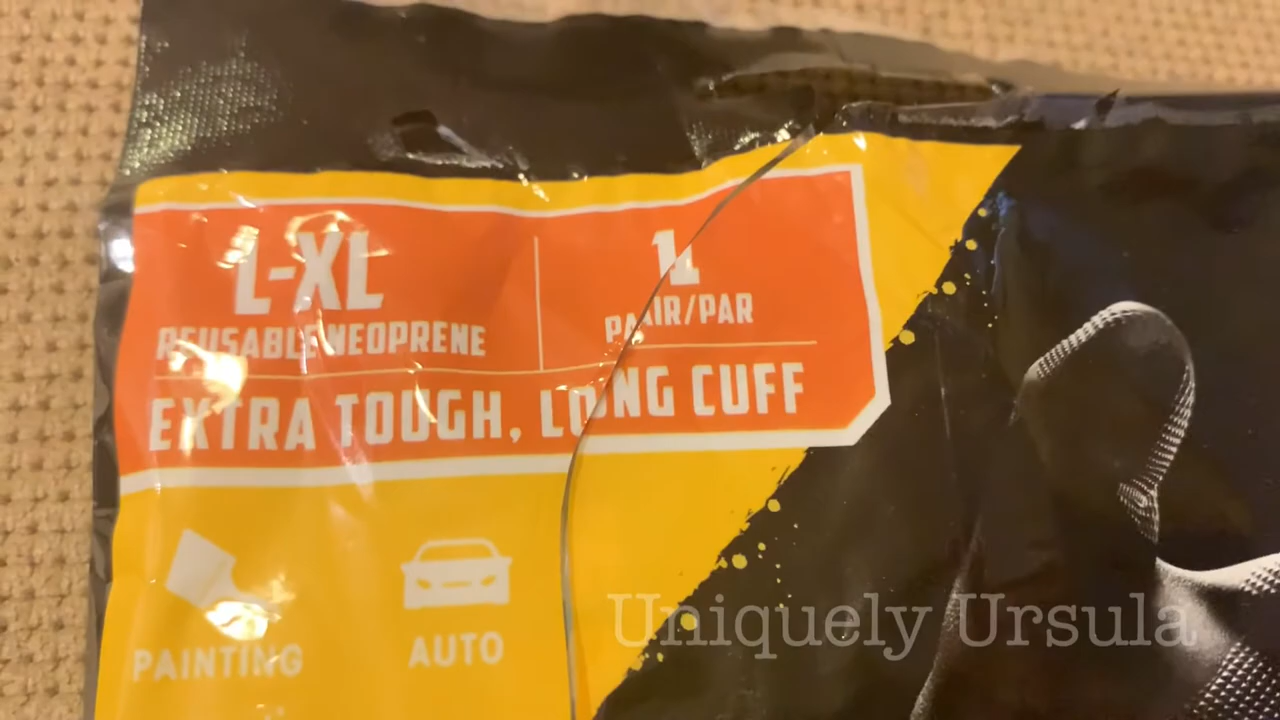 L-XL
REUSABLE NEOPRENE
1
PAIR/PAR
EXTRA TOUGH, LONG CUFF
PAINTING
AUTO
Uniquely Ursula